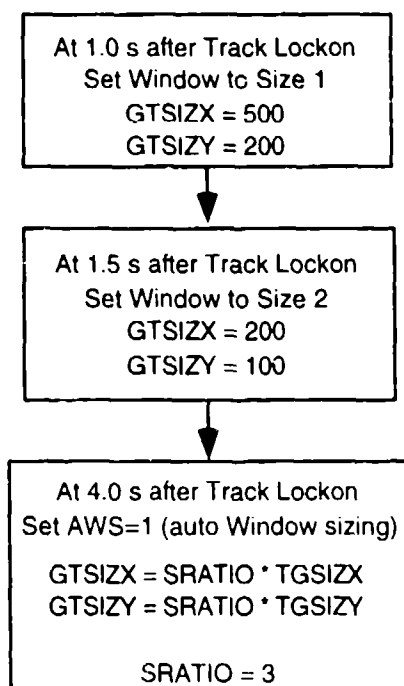 At 1.0 s after Track Lockon
Set Window to Size 1
GTSIZX = 500
GTSIZY = 200
At 1.5 s after Track Lockon
Set Window to Size 2
GTSIZX = 200
GTSIZY = 100
At 4.0 s after Track Lockon
Set AWS=1 (auto Window sizing)
GTSIZX = SRATIO * TGSIZX
GTSIZY = SRATIO * TGSIZY
SRATIO = 3